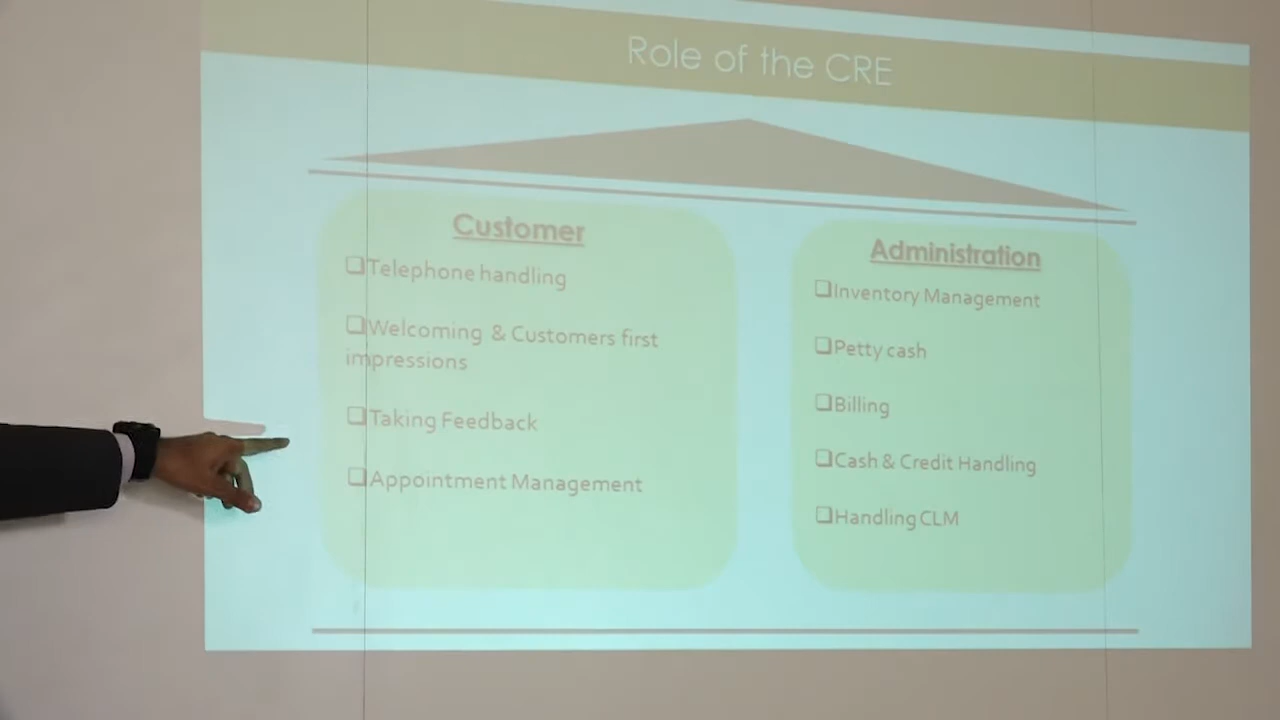 Role of the CRE
Customer
❑Telephone handling
❑Welcoming & Customers first
impressions
❑Taking Feedback
❑Appointment Management
Administration
❑Inventory Management
❑Petty cash
❑Billing
❑Cash & Credit Handling
❑Handling CLM